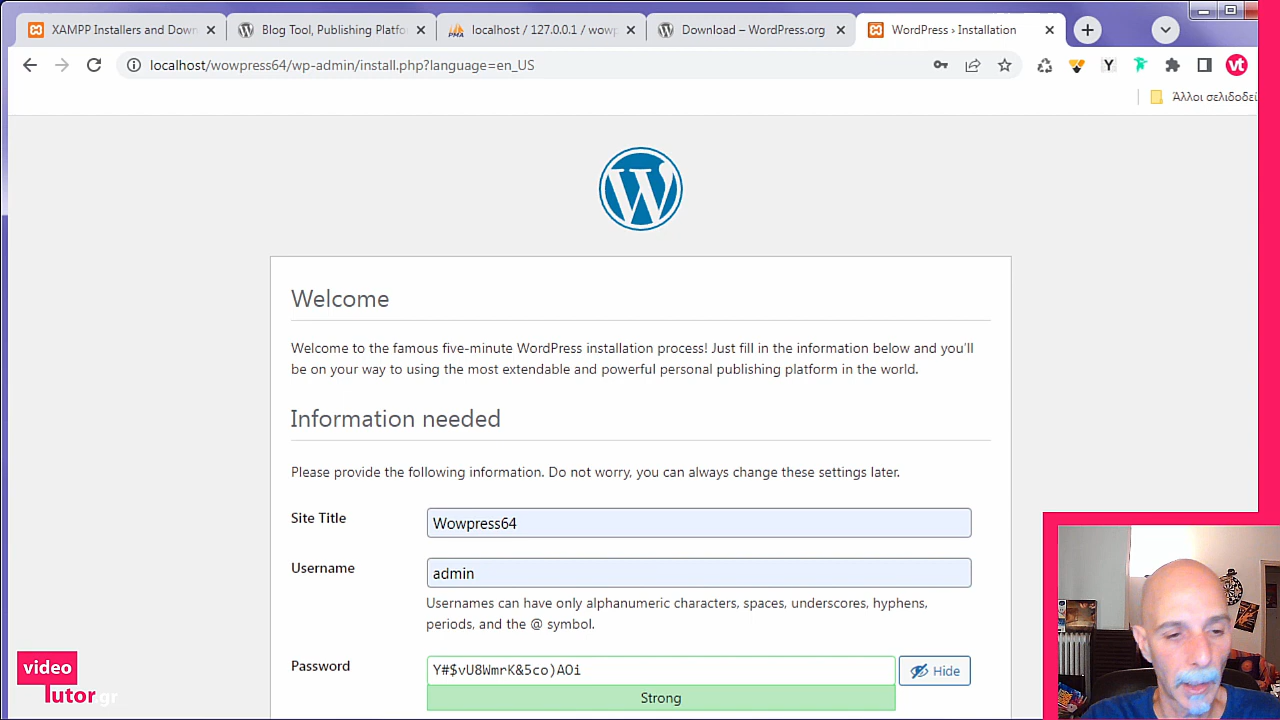 XAMPP Installers and Down
Blog Tool, Publishing Platfo
localhost / 127.0.0.1 / wowp
Download – WordPress.org
WordPress › Installation
localhost/wowpress64/wp-admin/install.php?language=en_US
Άλλοι σελιδοδεί
Welcome
Welcome to the famous five-minute WordPress installation process! Just fill in the information below and you'll
be on your way to using the most extendable and powerful personal publishing platform in the world.
Information needed
Please provide the following information. Do not worry, you can always change these settings later.
Site Title
Wowpress64
Username
admin
Usernames can have only alphanumeric characters, spaces, underscores, hyphens,
periods, and the @ symbol.
Password
Y#$vU8WmrK&5co)AOi
Hide
Strong
video
tutor gr